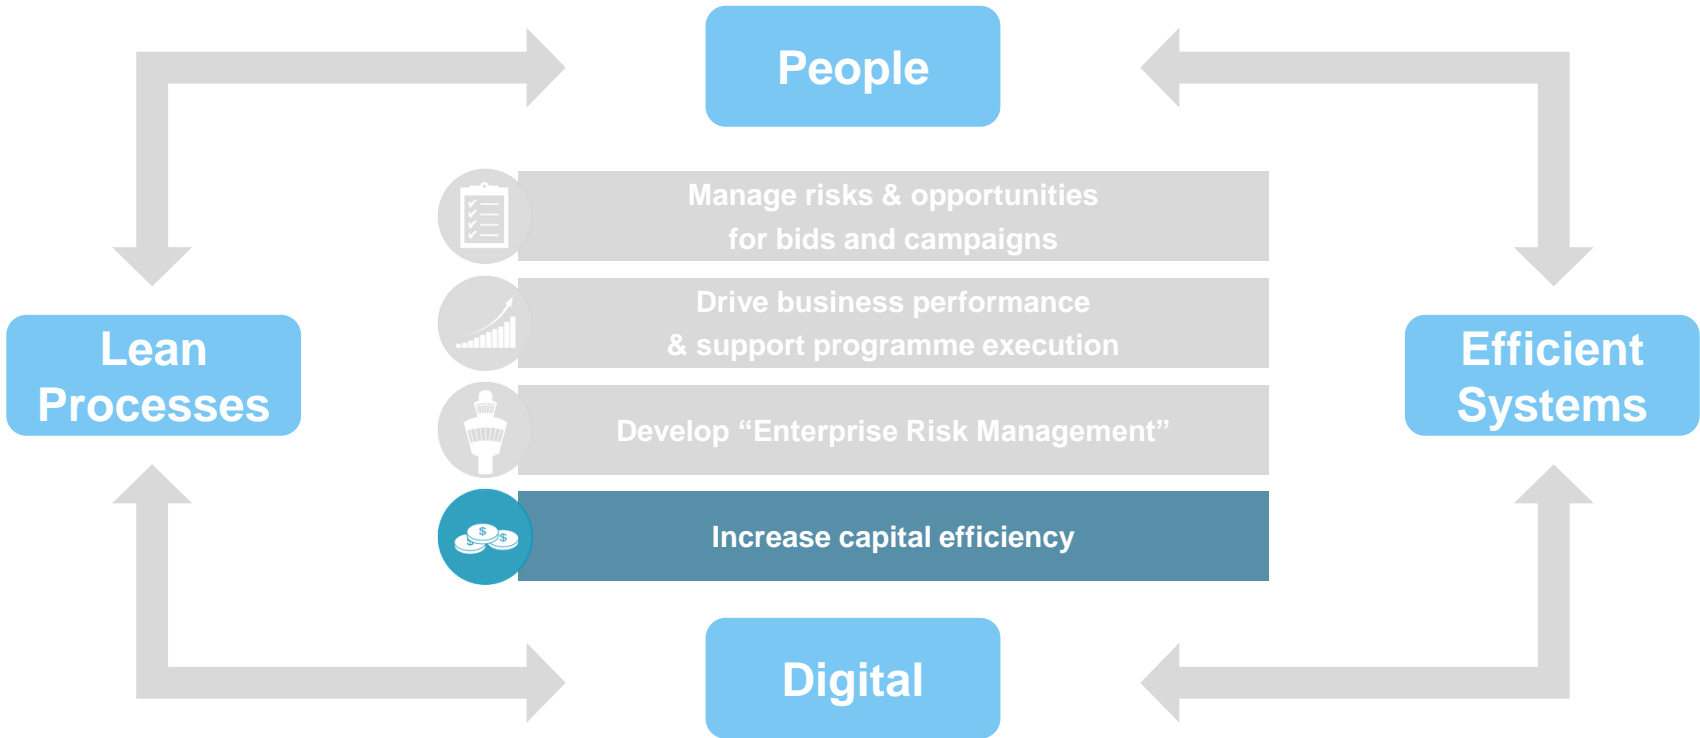 People
Manage risks & opportunities
for bids and campaigns
Drive business performance
& support programme execution
Lean
Processes
Efficient
Systems
Develop “Enterprise Risk Management”
$
$
$
Increase capital efficiency
Digital